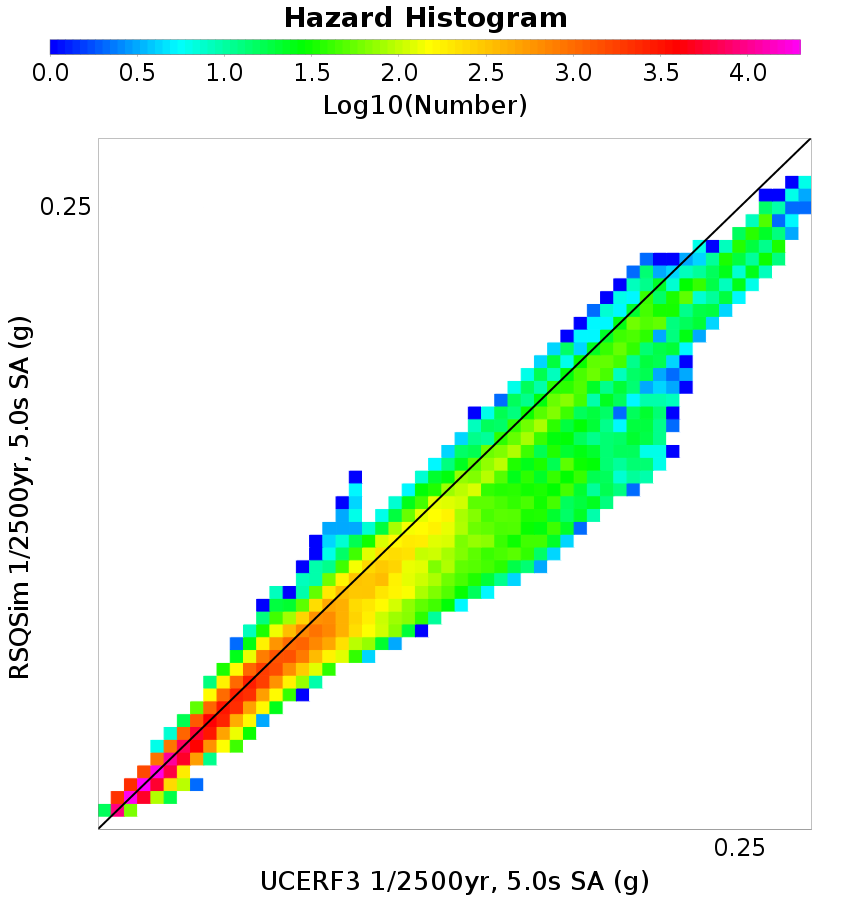 Hazard Histogram
0.0 0.5 1.0 1.5 2.0 2.5 3.0 3.5 4.0
Log10(Number)
0.25
RSQSim 1/2500yr, 5.0s SA (g)
0.25
UCERF3 1/2500yr, 5.0s SA (g)